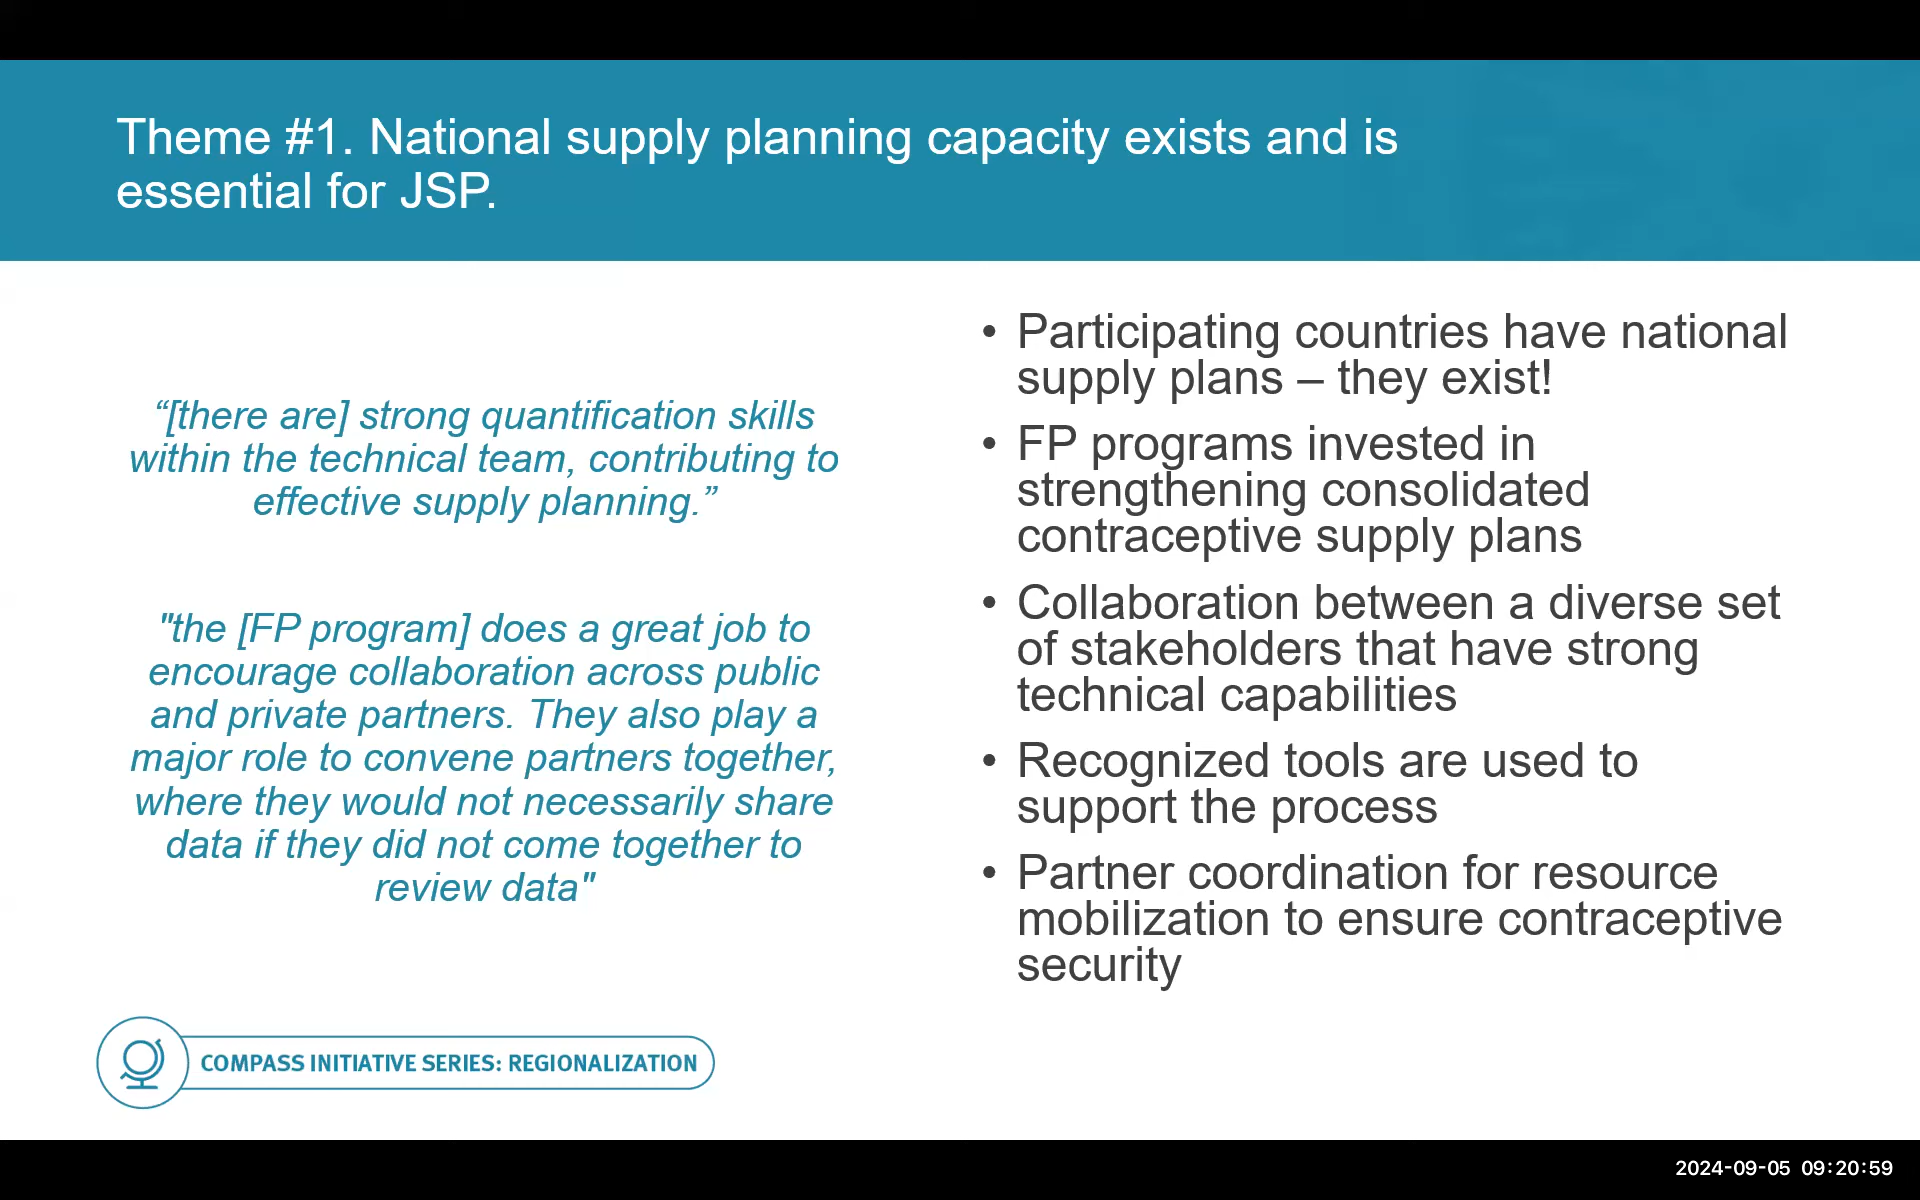 Theme #1. National supply planning capacity exists and is
essential for JSP.
“[there are] strong quantification skills
within the technical team, contributing to
effective supply planning.”
"the [FP program] does a great job to
encourage collaboration across public
and private partners. They also play a
major role to convene partners together,
where they would not necessarily share
data if they did not come together to
review data"
• Participating countries have national
supply plans – they exist!
• FP programs invested in
strengthening consolidated
contraceptive supply plans
• Collaboration between a diverse set
of stakeholders that have strong
technical capabilities
• Recognized tools are used to
support the process
• Partner coordination for resource
mobilization to ensure contraceptive
security
COMPASS INITIATIVE SERIES: REGIONALIZATION
2024-09-05 09:20:59